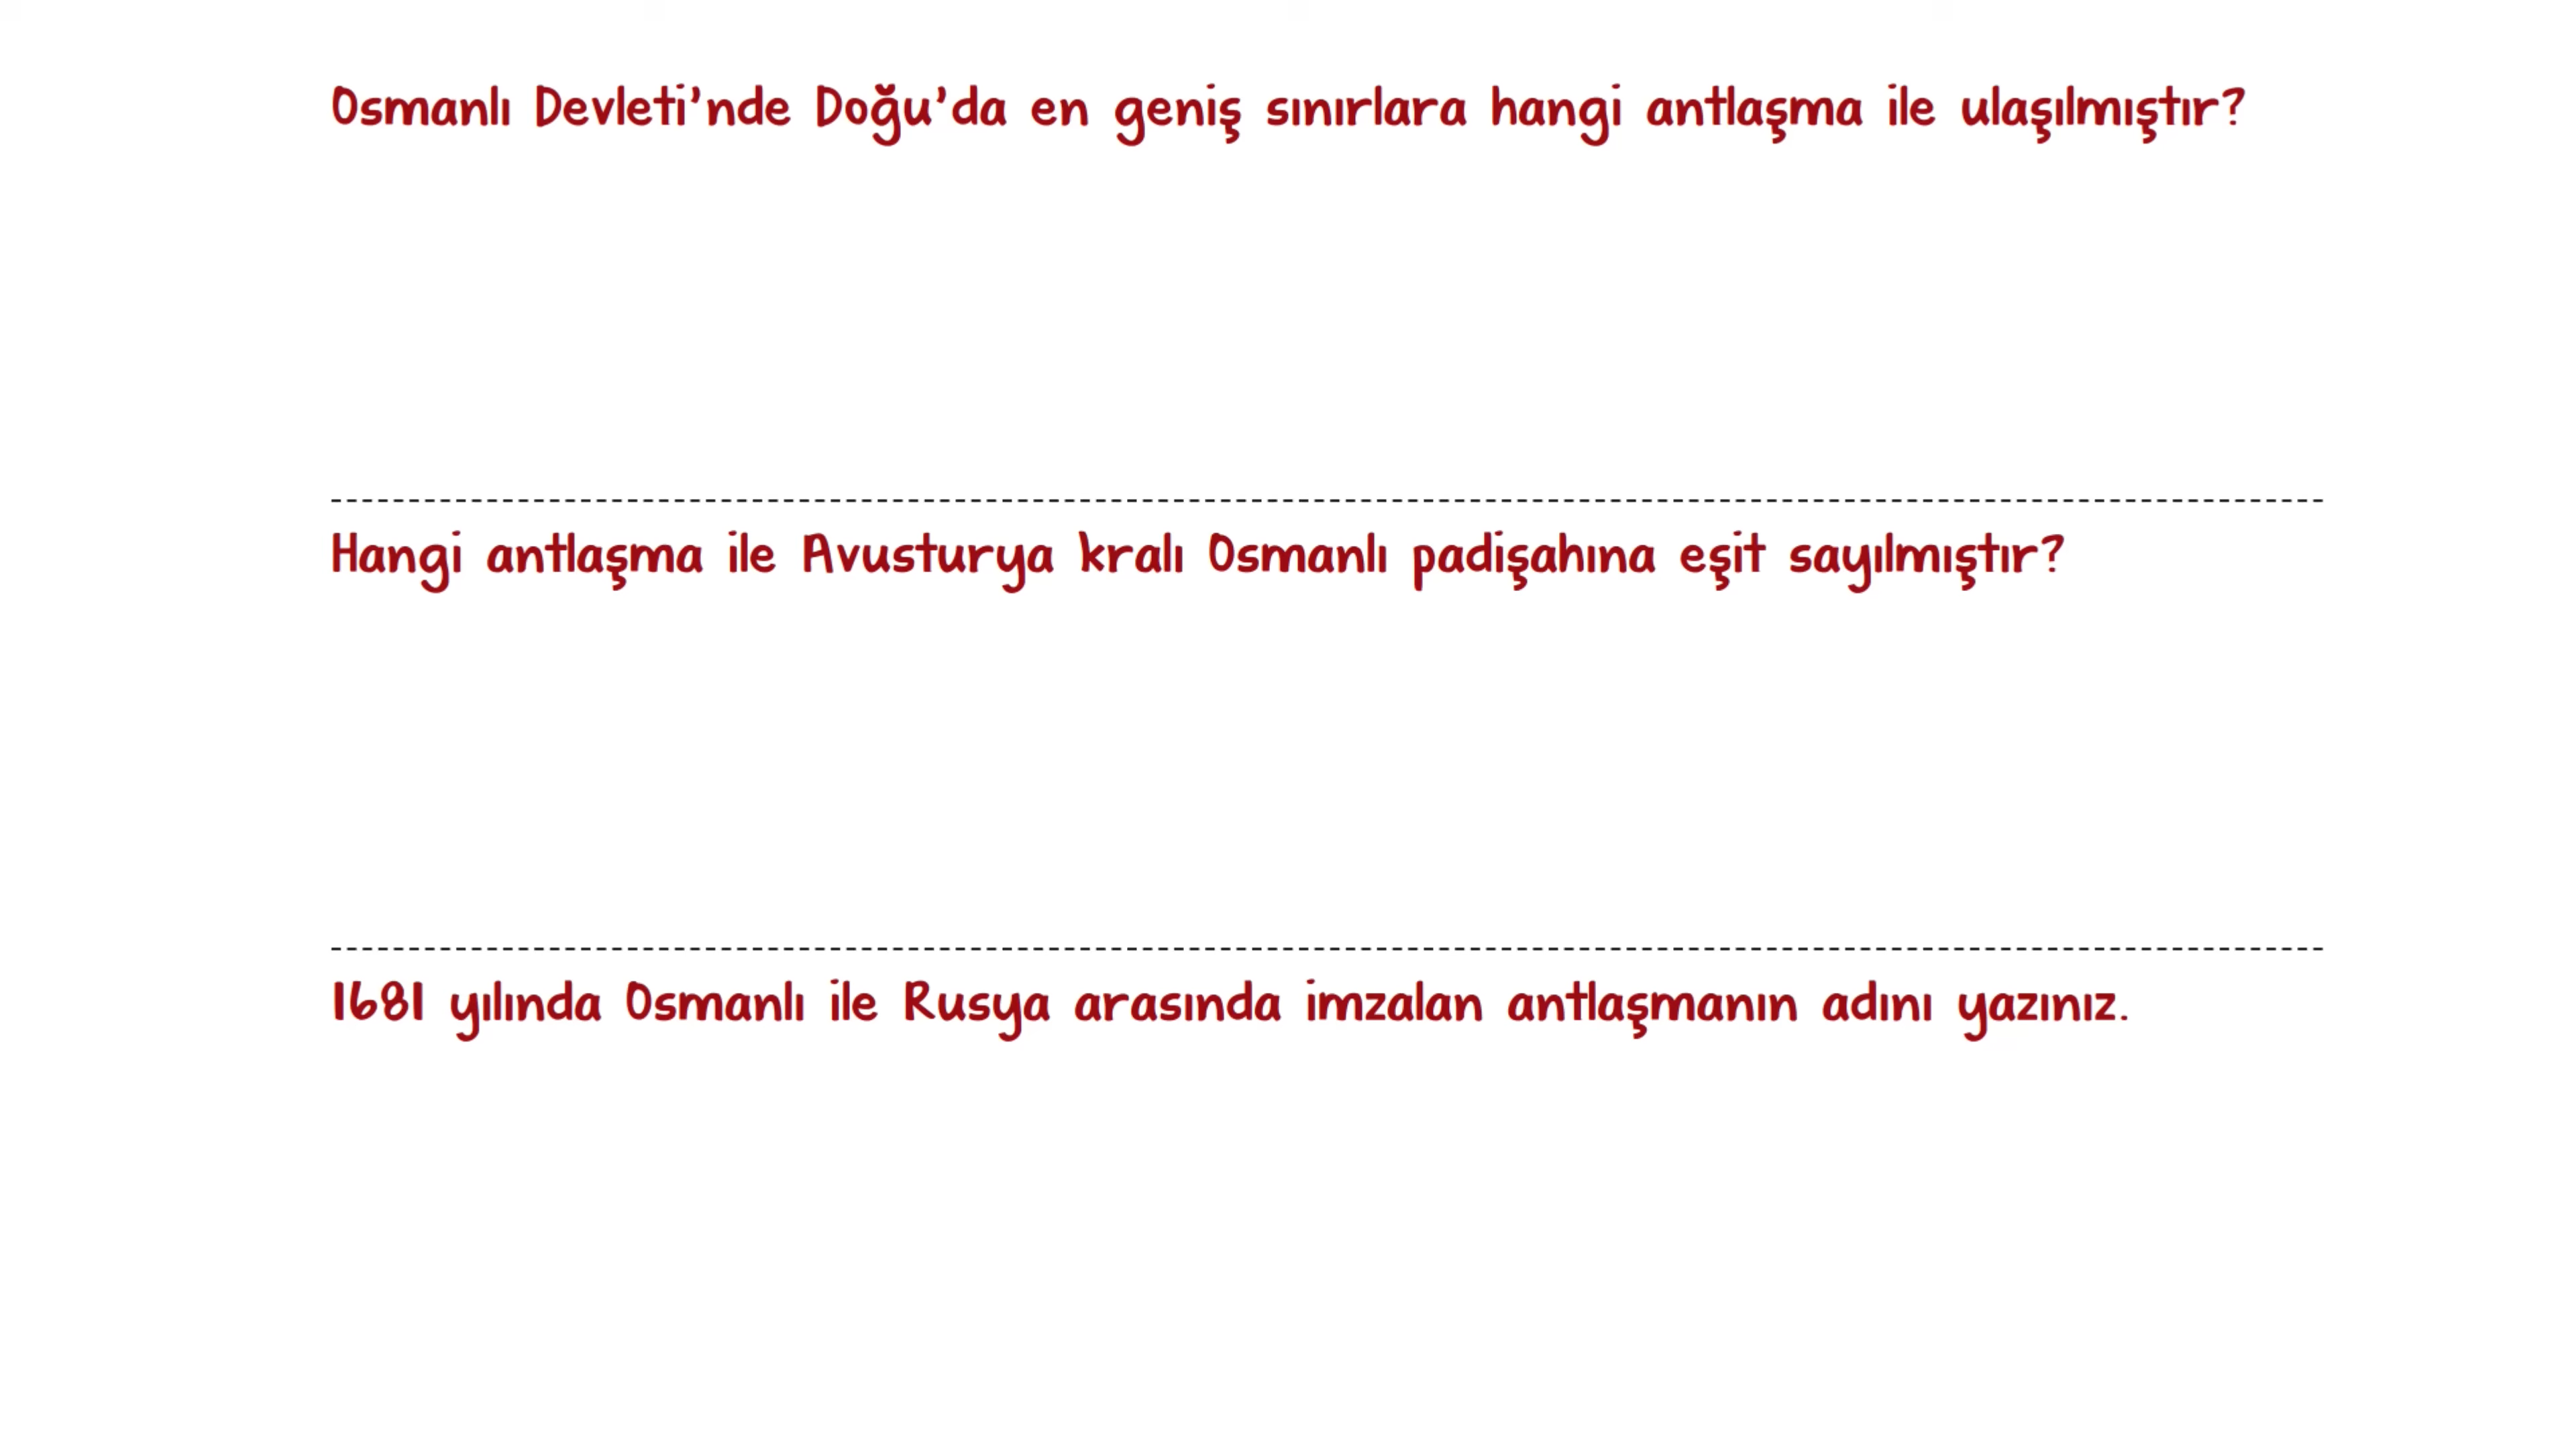 Osmanlı Devleti'nde Doğu'da en geniş sınırlara hangi antlaşma ile ulaşılmıştır?
Hangi antlaşma ile Avusturya kralı Osmanlı padişahına eşit sayılmıştır?
1681 yılında Osmanlı ile Rusya arasında imzalan antlaşmanın adını yazınız.